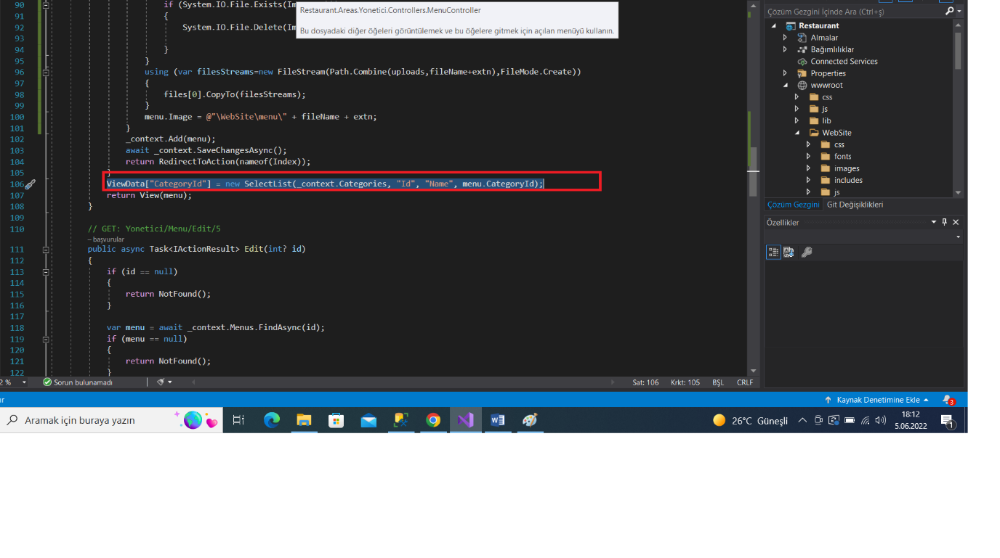 90 if (System.IO.File.Exists(Im
Restaurant.Areas.Yonetici.Controllers.MenuController
Bu dosyadaki diğer öğeleri görüntülemek ve bu öğelere gitmek için açılan menüyü kullanın.
91 {
92 System.IO.File.Delete(Im
93
94 }
95 }
96 using (var filesStreams=new FileStream(Path.Combine(uploads,fileName+extn),FileMode.Create))
97 {
98 files[0].CopyTo(filesStreams);
99 }
100 menu.Image = @"\WebSite\menu\" + fileName + extn;
101 }
102 _context.Add(menu);
103 await _context.SaveChangesAsync();
104 return RedirectToAction(nameof(Index));
105 }
106 ViewData["CategoryId"] = new SelectList(_context.Categories, "Id", "Name", menu.CategoryId);
107 return View(menu);
108 }
109
110 // GET: Yonetici/Menu/Edit/5
– başvurular
111 public async Task<IActionResult> Edit(int? id)
112 {
113 if (id == null)
114 {
115 return NotFound();
116 }
117
118 var menu = await _context.Menus.FindAsync(id);
119 if (menu == null)
120 {
121 return NotFound();
122 }
2 % Sorun bulunamadı Sat: 106 Krkt: 105 BŞL CRLF
Çözüm Gezgini İçinde Ara (Ctrl+ş)
Restaurant
Almalar
Bağımlılıklar
Connected Services
Properties
wwwroot
css
js
lib
WebSite
css
fonts
images
includes
js
Çözüm Gezgini Git Değişiklikleri
Özellikler
ır Kaynak Denetimine Ekle 3
Aramak için buraya yazın 26°C Güneşli 18:12
5.06.2022 1